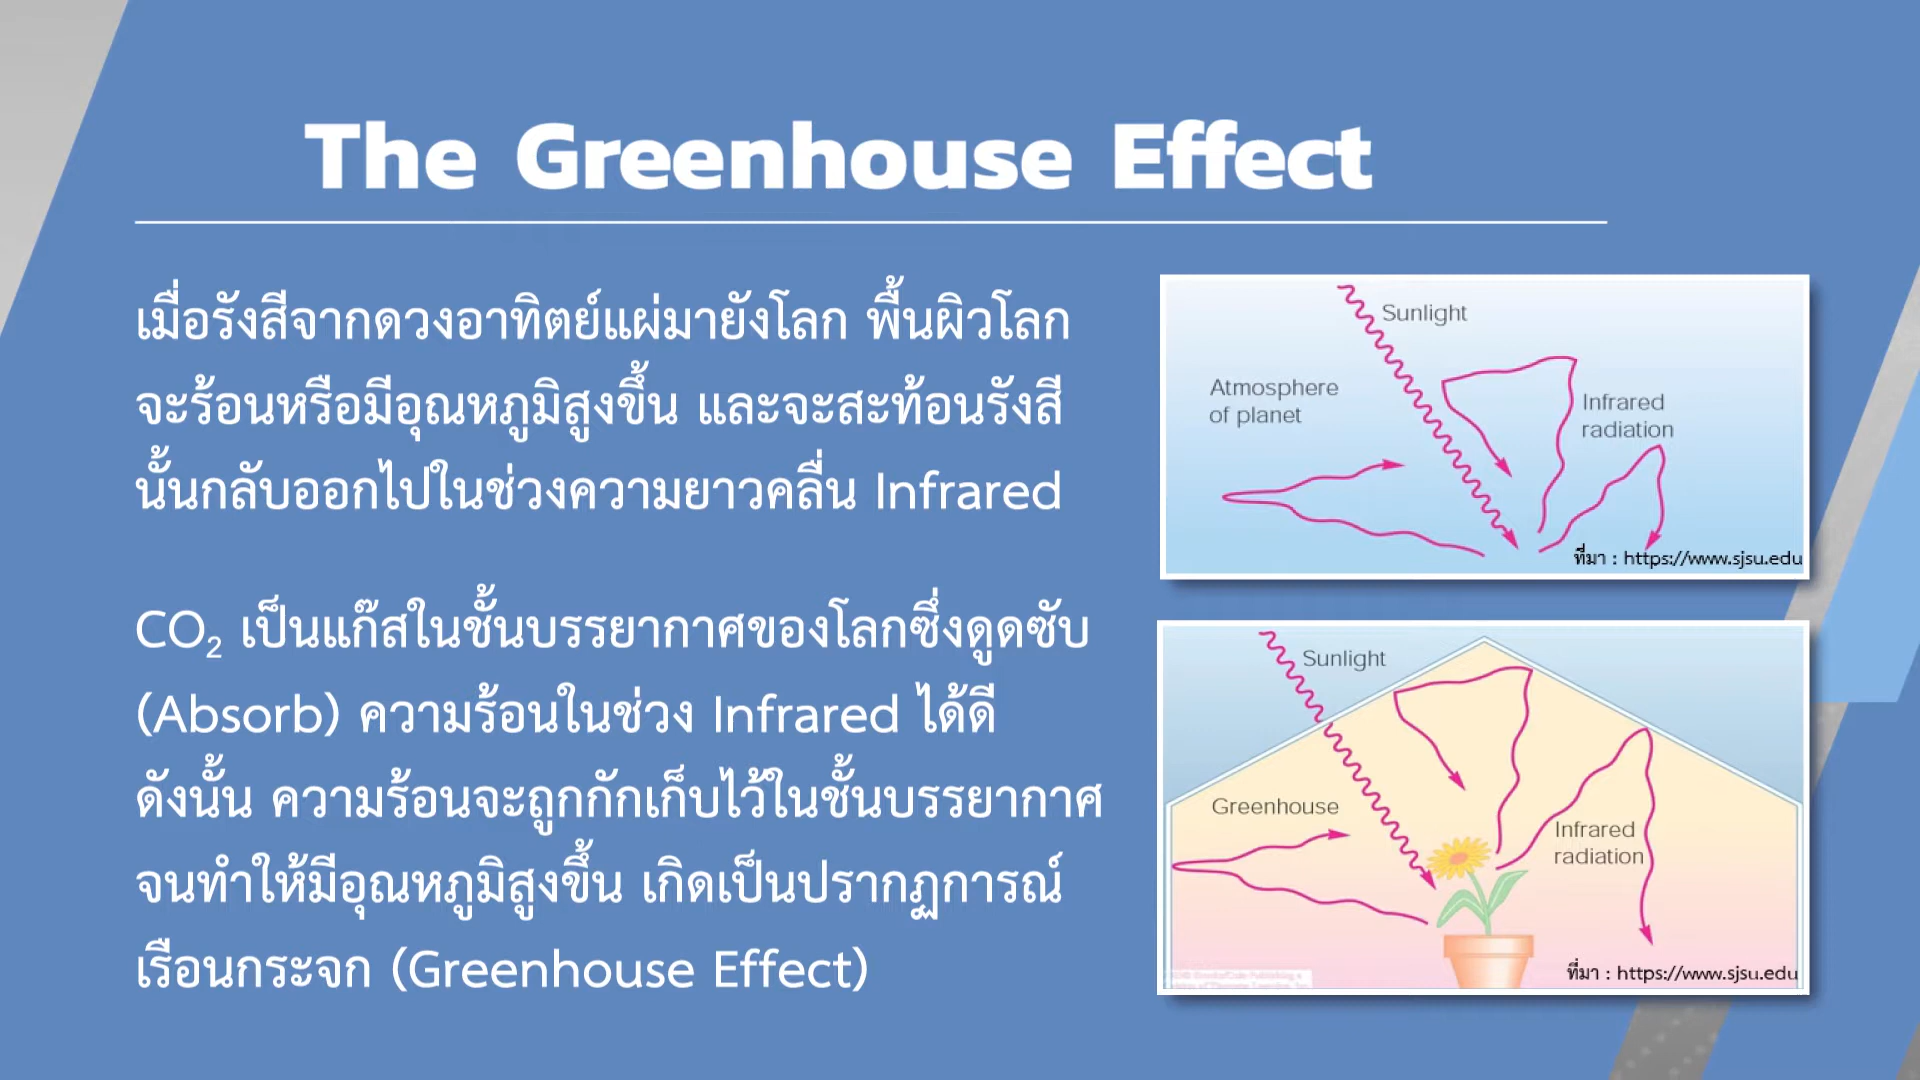 The Greenhouse Effect
เมื่อรังสีจากดวงอาทิตย์แผ่มายังโลก พื้นผิวโลก
จะร้อนหรือมีอุณหภูมิสูงขึ้น และจะสะท้อนรังสี
นั้นกลับออกไปในช่วงความยาวคลื่น Infrared
CO₂ เป็นแก๊สในชั้นบรรยากาศของโลกซึ่งดูดซับ
(Absorb) ความร้อนในช่วง Infrared ได้ดี
ดังนั้น ความร้อนจะถูกกักเก็บไว้ในชั้นบรรยากาศ
จนทำให้มีอุณหภูมิสูงขึ้น เกิดเป็นปรากฏการณ์
เรือนกระจก (Greenhouse Effect)
Sunlight
Atmosphere
of planet
Infrared
radiation
ที่มา : https://www.sjsu.edu
Sunlight
Greenhouse
Infrared
radiation
ที่มา : https://www.sjsu.edu